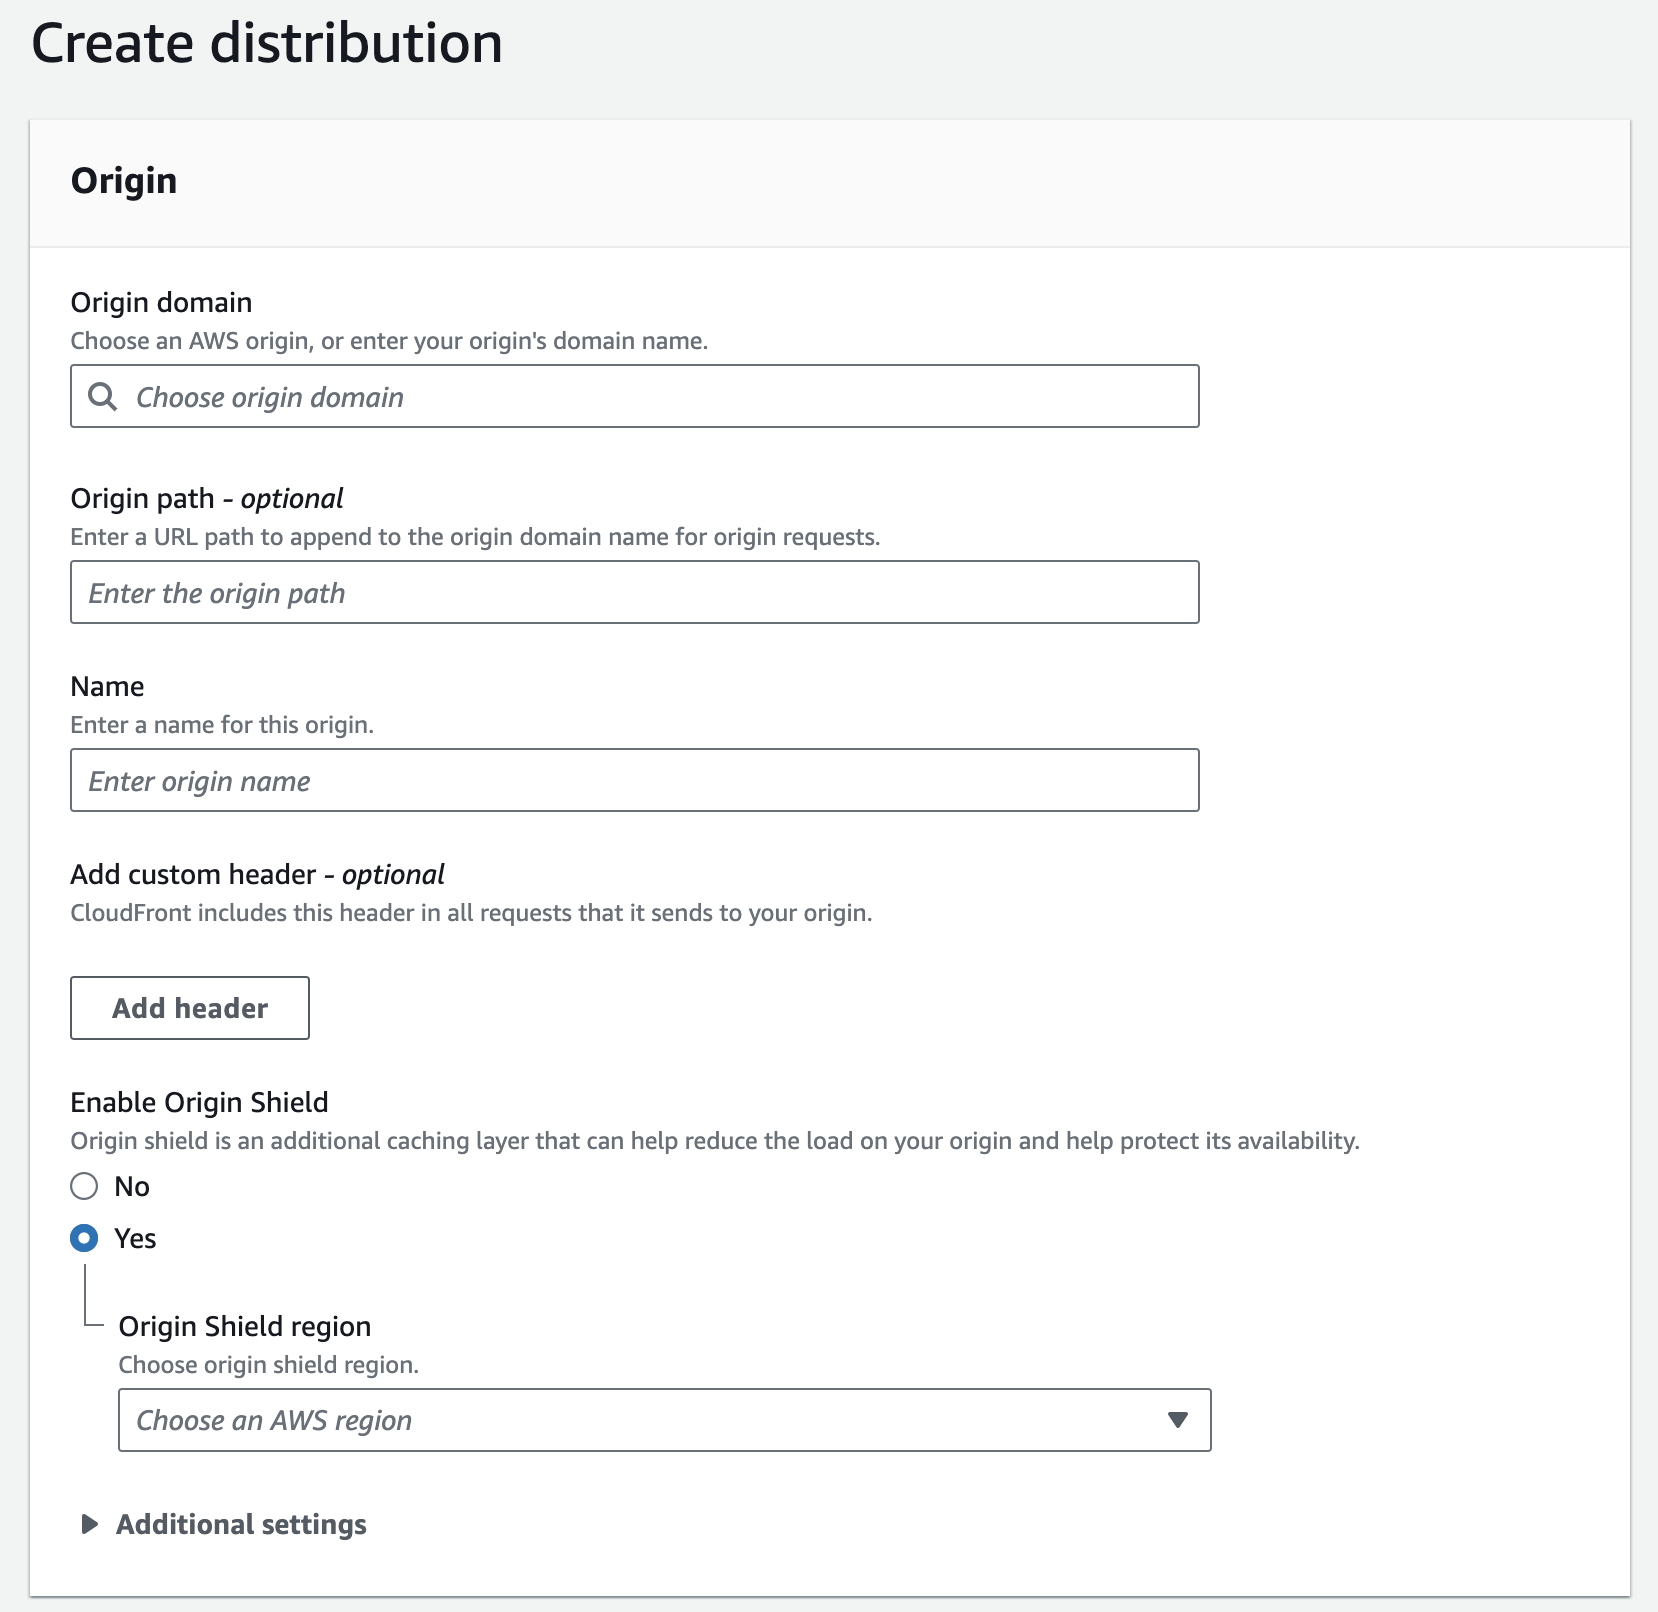 Create distribution
Origin
Origin domain
Choose an AWS origin, or enter your origin's domain name.
Choose origin domain
Origin path - optional
Enter a URL path to append to the origin domain name for origin requests.
Enter the origin path
Name
Enter a name for this origin.
Enter origin name
Add custom header - optional
CloudFront includes this header in all requests that it sends to your origin.
Add header
Enable Origin Shield
Origin shield is an additional caching layer that can help reduce the load on your origin and help protect its availability.
No
Yes
Origin Shield region
Choose origin shield region.
Choose an AWS region
Additional settings